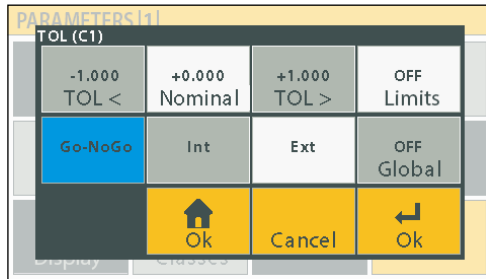 PARAMETERS|1|
TOL (C1)
-1.000 +0.000 +1.000 OFF
TOL < Nominal TOL > Limits
Go-NoGo Int Ext OFF
Global
Ok Cancel Ok
Display Classes